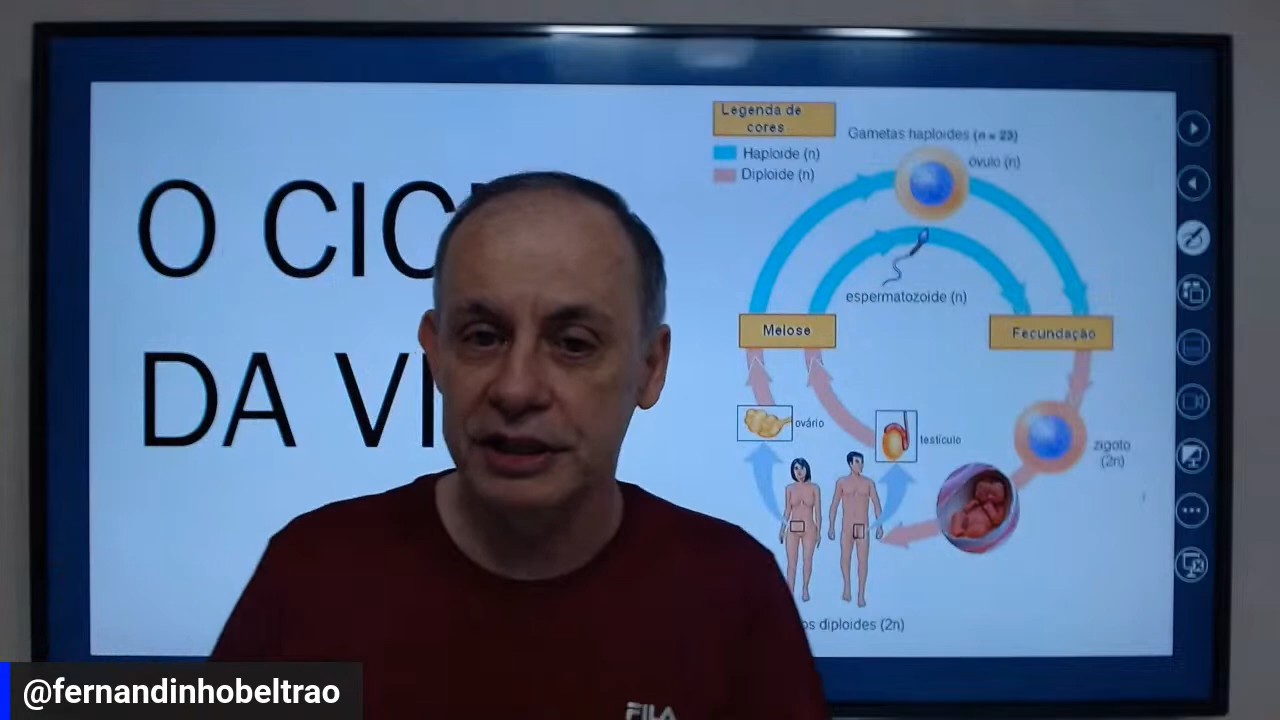 O CIC
DA VI
Legenda de
cores
Haploide (n)
Diploide (n)
Gametas haploides (n = 23)
óvulo (n)
espermatozoide (n)
Meiose
Fecundação
ovário
testículo
zigoto
(2n)
os diploides (2n)
@fernandinhobeltrao
FILA